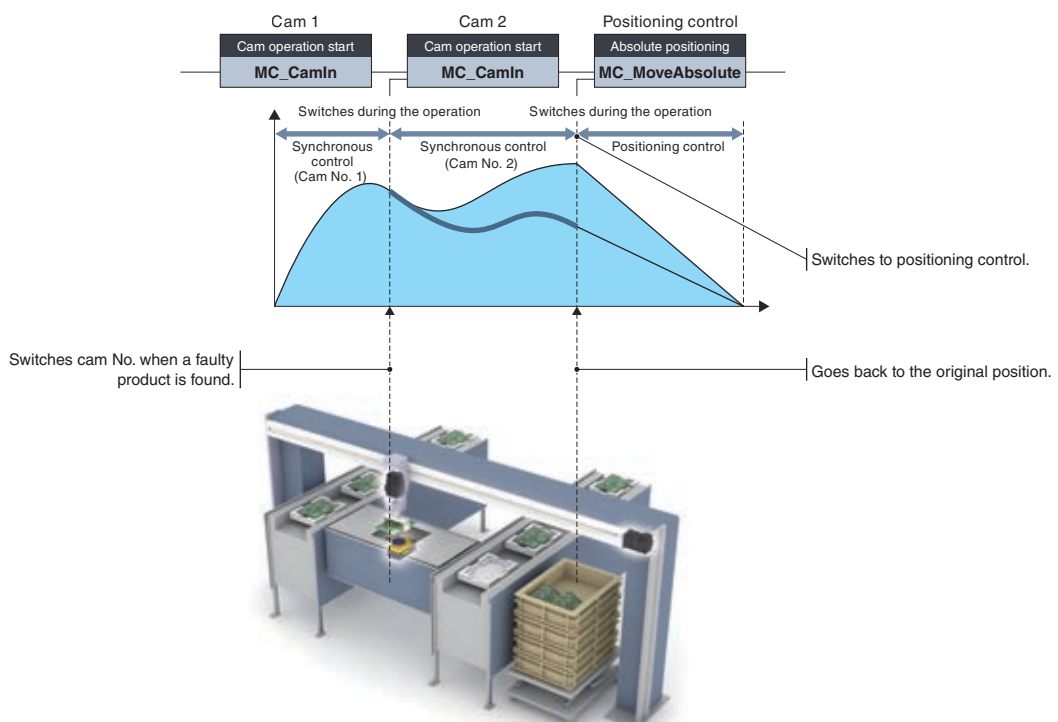 Cam 1
Cam 2
Positioning control
Cam operation start
Cam operation start
Absolute positioning
MC_CamIn
MC_CamIn
MC_MoveAbsolute
Switches during the operation
Switches during the operation
Synchronous
control
(Cam No. 1)
Synchronous control
(Cam No. 2)
Positioning control
Switches to positioning control.
Switches cam No. when a faulty
product is found.
Goes back to the original position.